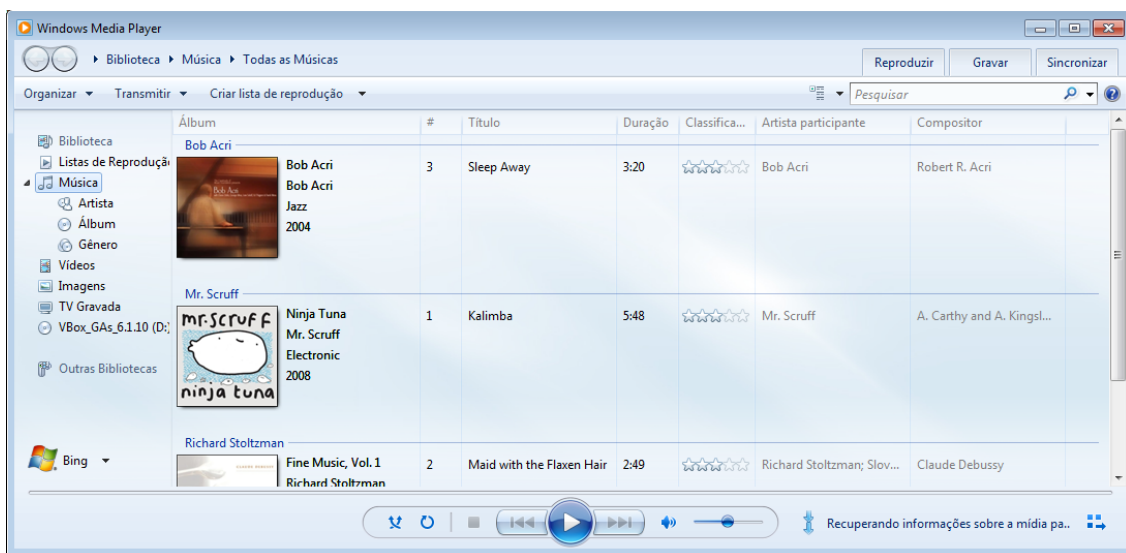 Windows Media Player
Biblioteca Música Todas as Músicas
Reproduzir Gravar Sincronizar
Organizar Transmitir Criar lista de reprodução Pesquisar
Álbum # Título Duração Classifica... Artista participante Compositor
Biblioteca
Listas de Reproduçã
Música
Artista
Álbum
Gênero
Vídeos
Imagens
TV Gravada
VBox_GAs_6.1.10 (D:)
Outras Bibliotecas
Bing
Bob Acri
Bob Acri
Bob Acri 3 Sleep Away 3:20 Bob Acri Robert R. Acri
Bob Acri
Jazz
2004
Mr. Scruff
mr.scruff
ninja tuna
Ninja Tuna 1 Kalimba 5:48 Mr. Scruff A. Carthy and A. Kingsl...
Mr. Scruff
Electronic
2008
Richard Stoltzman
Fine Music, Vol. 1 2 Maid with the Flaxen Hair 2:49 Richard Stoltzman; Slov... Claude Debussy
Richard Stoltzman
Recuperando informações sobre a mídia pa..